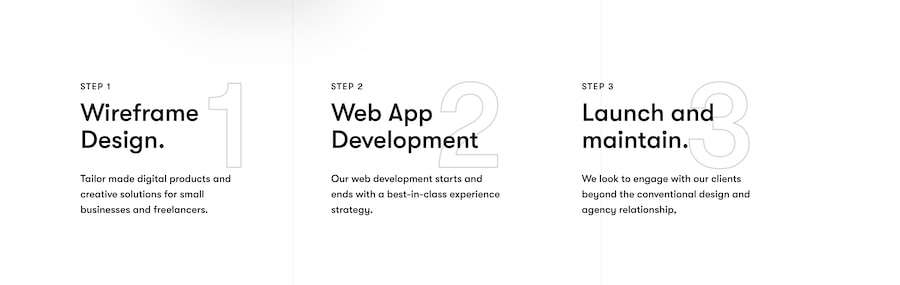 STEP 1
Wireframe
Design.
1
Tailor made digital products and
creative solutions for small
businesses and freelancers.
STEP 2
Web App
Development
2
Our web development starts and
ends with a best-in-class experience
strategy.
STEP 3
Launch and
maintain.
3
We look to engage with our clients
beyond the conventional design and
agency relationship,